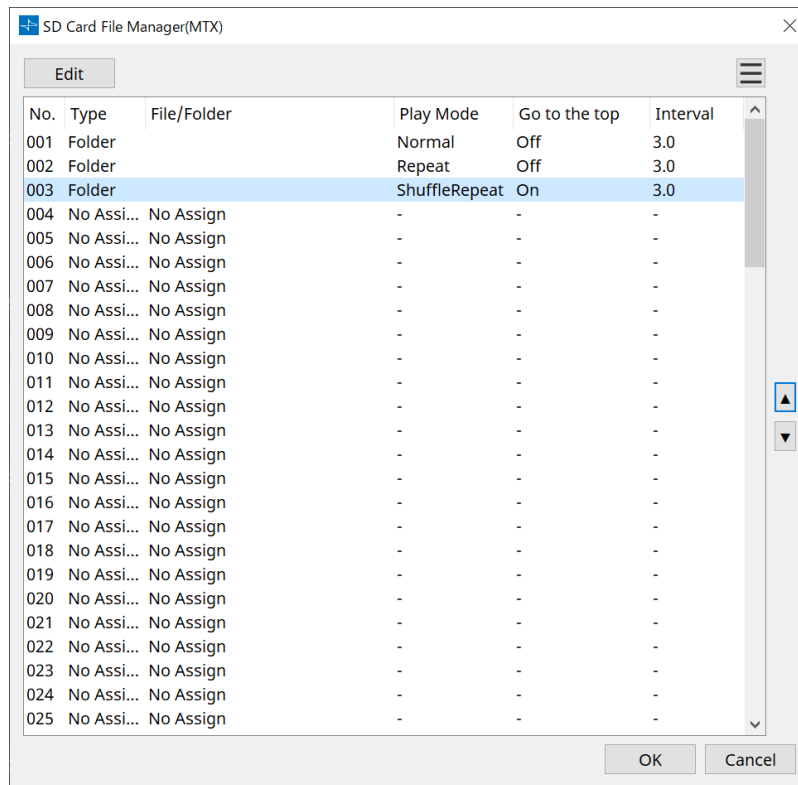 SD Card File Manager(MTX)
Edit
No. Type File/Folder Play Mode Go to the top Interval
001 Folder Normal Off 3.0
002 Folder Repeat Off 3.0
003 Folder ShuffleRepeat On 3.0
004 No Assi... No Assign - - -
005 No Assi... No Assign - - -
006 No Assi... No Assign - - -
007 No Assi... No Assign - - -
008 No Assi... No Assign - - -
009 No Assi... No Assign - - -
010 No Assi... No Assign - - -
011 No Assi... No Assign - - -
012 No Assi... No Assign - - -
013 No Assi... No Assign - - -
014 No Assi... No Assign - - -
015 No Assi... No Assign - - -
016 No Assi... No Assign - - -
017 No Assi... No Assign - - -
018 No Assi... No Assign - - -
019 No Assi... No Assign - - -
020 No Assi... No Assign - - -
021 No Assi... No Assign - - -
022 No Assi... No Assign - - -
023 No Assi... No Assign - - -
024 No Assi... No Assign - - -
025 No Assi... No Assign - - -
OK Cancel